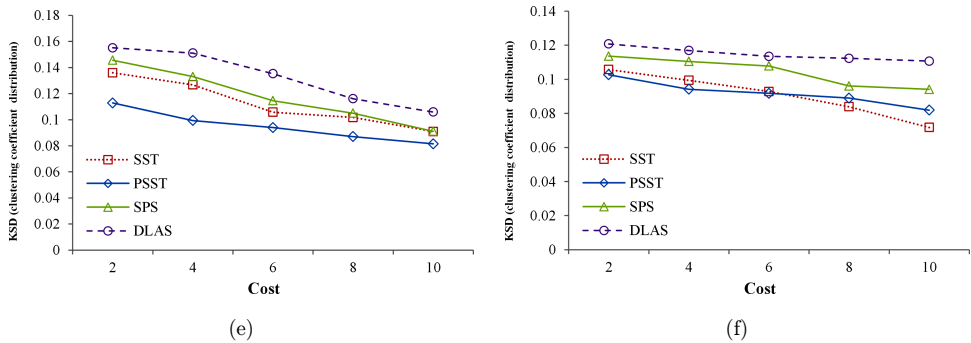 KSD (clustering coefficient distribution)
0.18
0.16
0.14
0.12
0.1
0.08
0.06
0.04
0.02
0
SST
PSST
SPS
DLAS
2 4 6 8 10
Cost
(e)
KSD (clustering coefficient distribution)
0.14
0.12
0.1
0.08
0.06
0.04
0.02
0
SST
PSST
SPS
DLAS
2 4 6 8 10
Cost
(f)